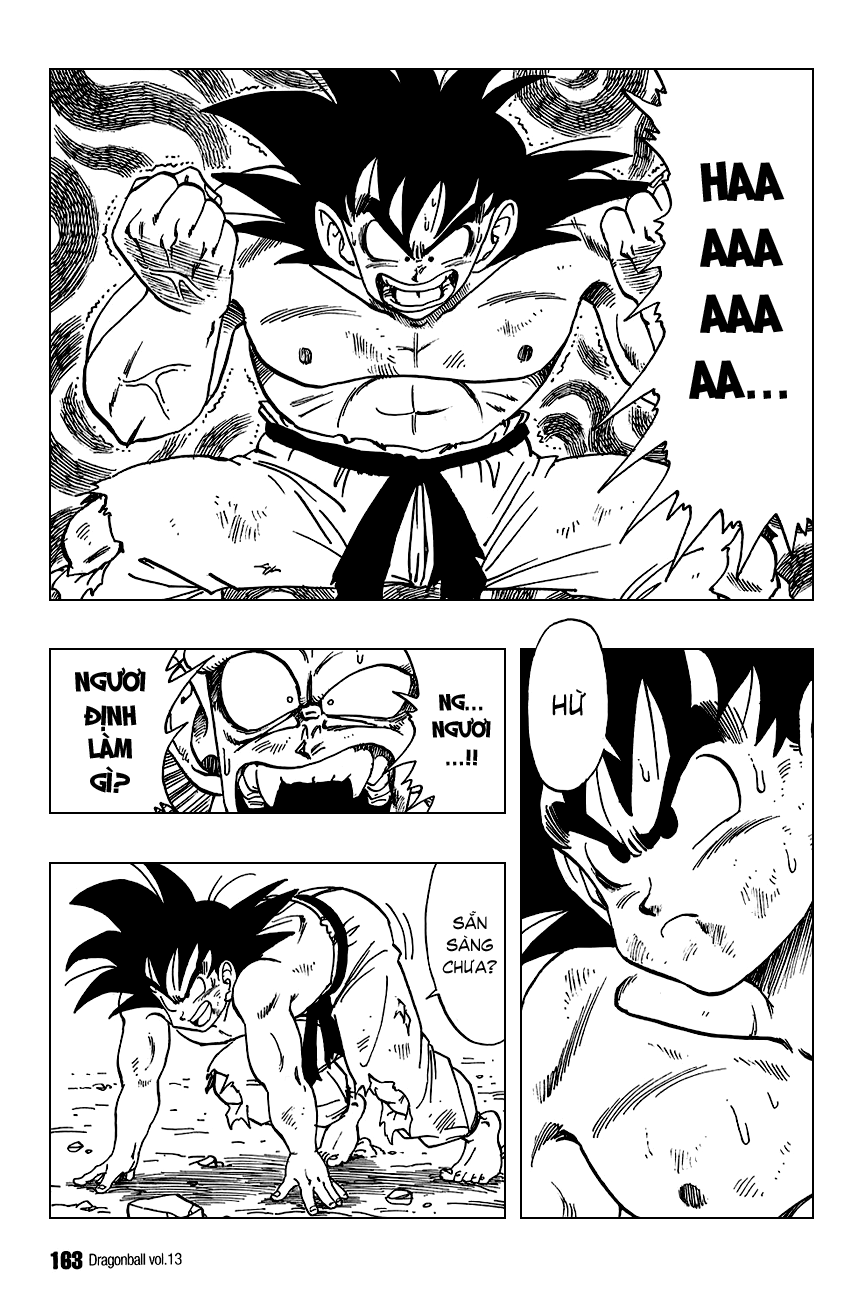 HAA
AAA
AAA
AA...
NG...
NGƯƠI
...!!
NGƯƠI
ĐỊNH
LÀM
GÌ?
HỪ
SẴN
SÀNG
CHƯA?
163 Dragonball vol.13